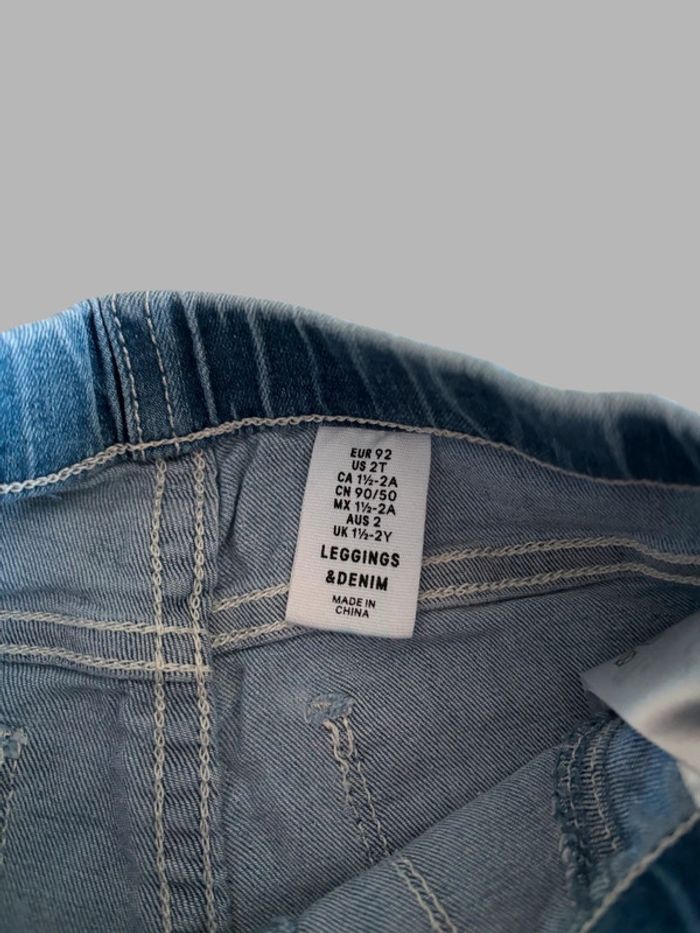 EUR 92
US 2T
CA 1½-2A
CN 90/50
MX 1½-2A
AUS 2
UK 1½-2Y
LEGGINGS
&DENIM
MADE IN
CHINA